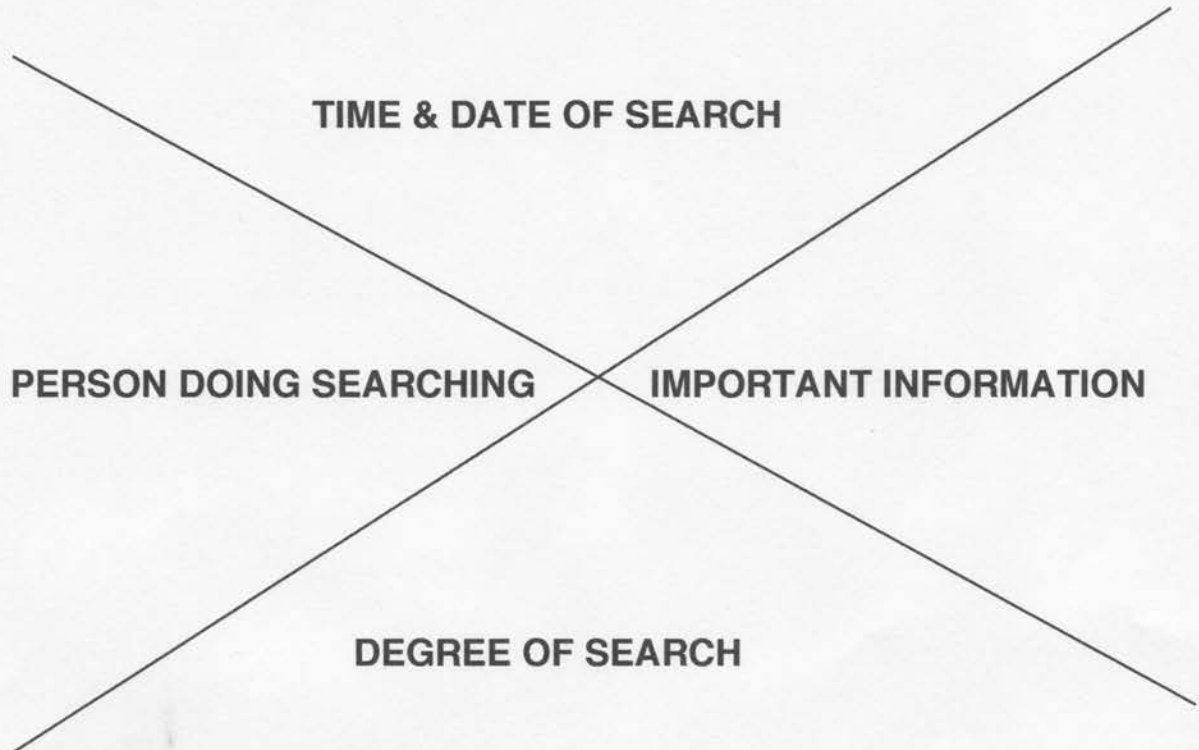 TIME & DATE OF SEARCH
PERSON DOING SEARCHING
IMPORTANT INFORMATION
DEGREE OF SEARCH